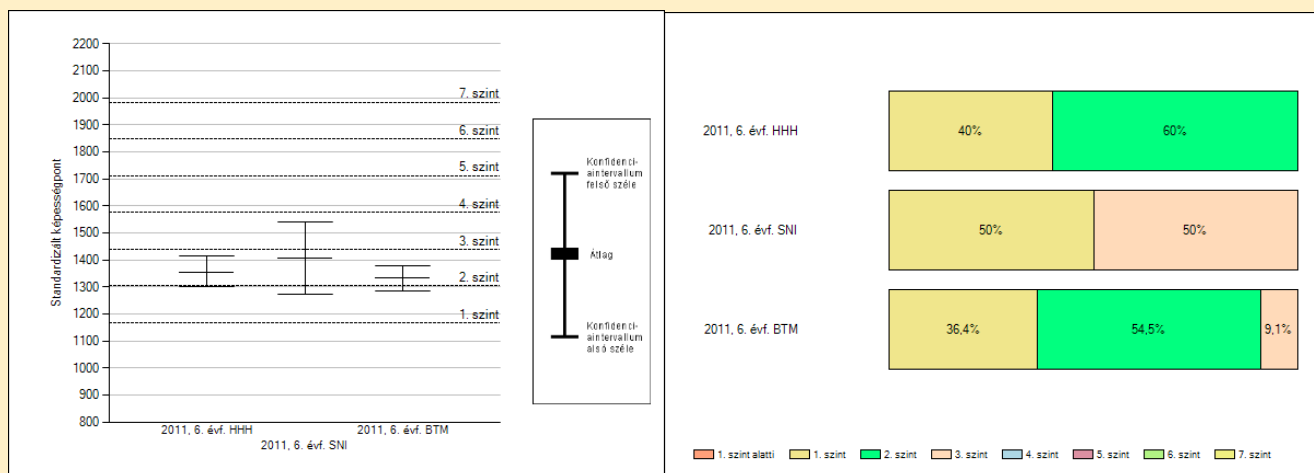 2200
2100
2000
1900
1800
1700
1600
1500
1400
1300
1200
1100
1000
900
800
Standardizált képességpont
7. szint
6. szint
5. szint
4. szint
3. szint
2. szint
1. szint
2011, 6. évf. HHH
2011, 6. évf. SNI
2011, 6. évf. BTM
Konfidenci-
aintervallum
felső széle
Átlag
Konfidenci-
aintervallum
alsó széle
2011, 6. évf. HHH
40%
60%
2011, 6. évf. SNI
50%
50%
2011, 6. évf. BTM
36,4%
54,5%
9,1%
1. szint alatti
1. szint
2. szint
3. szint
4. szint
5. szint
6. szint
7. szint